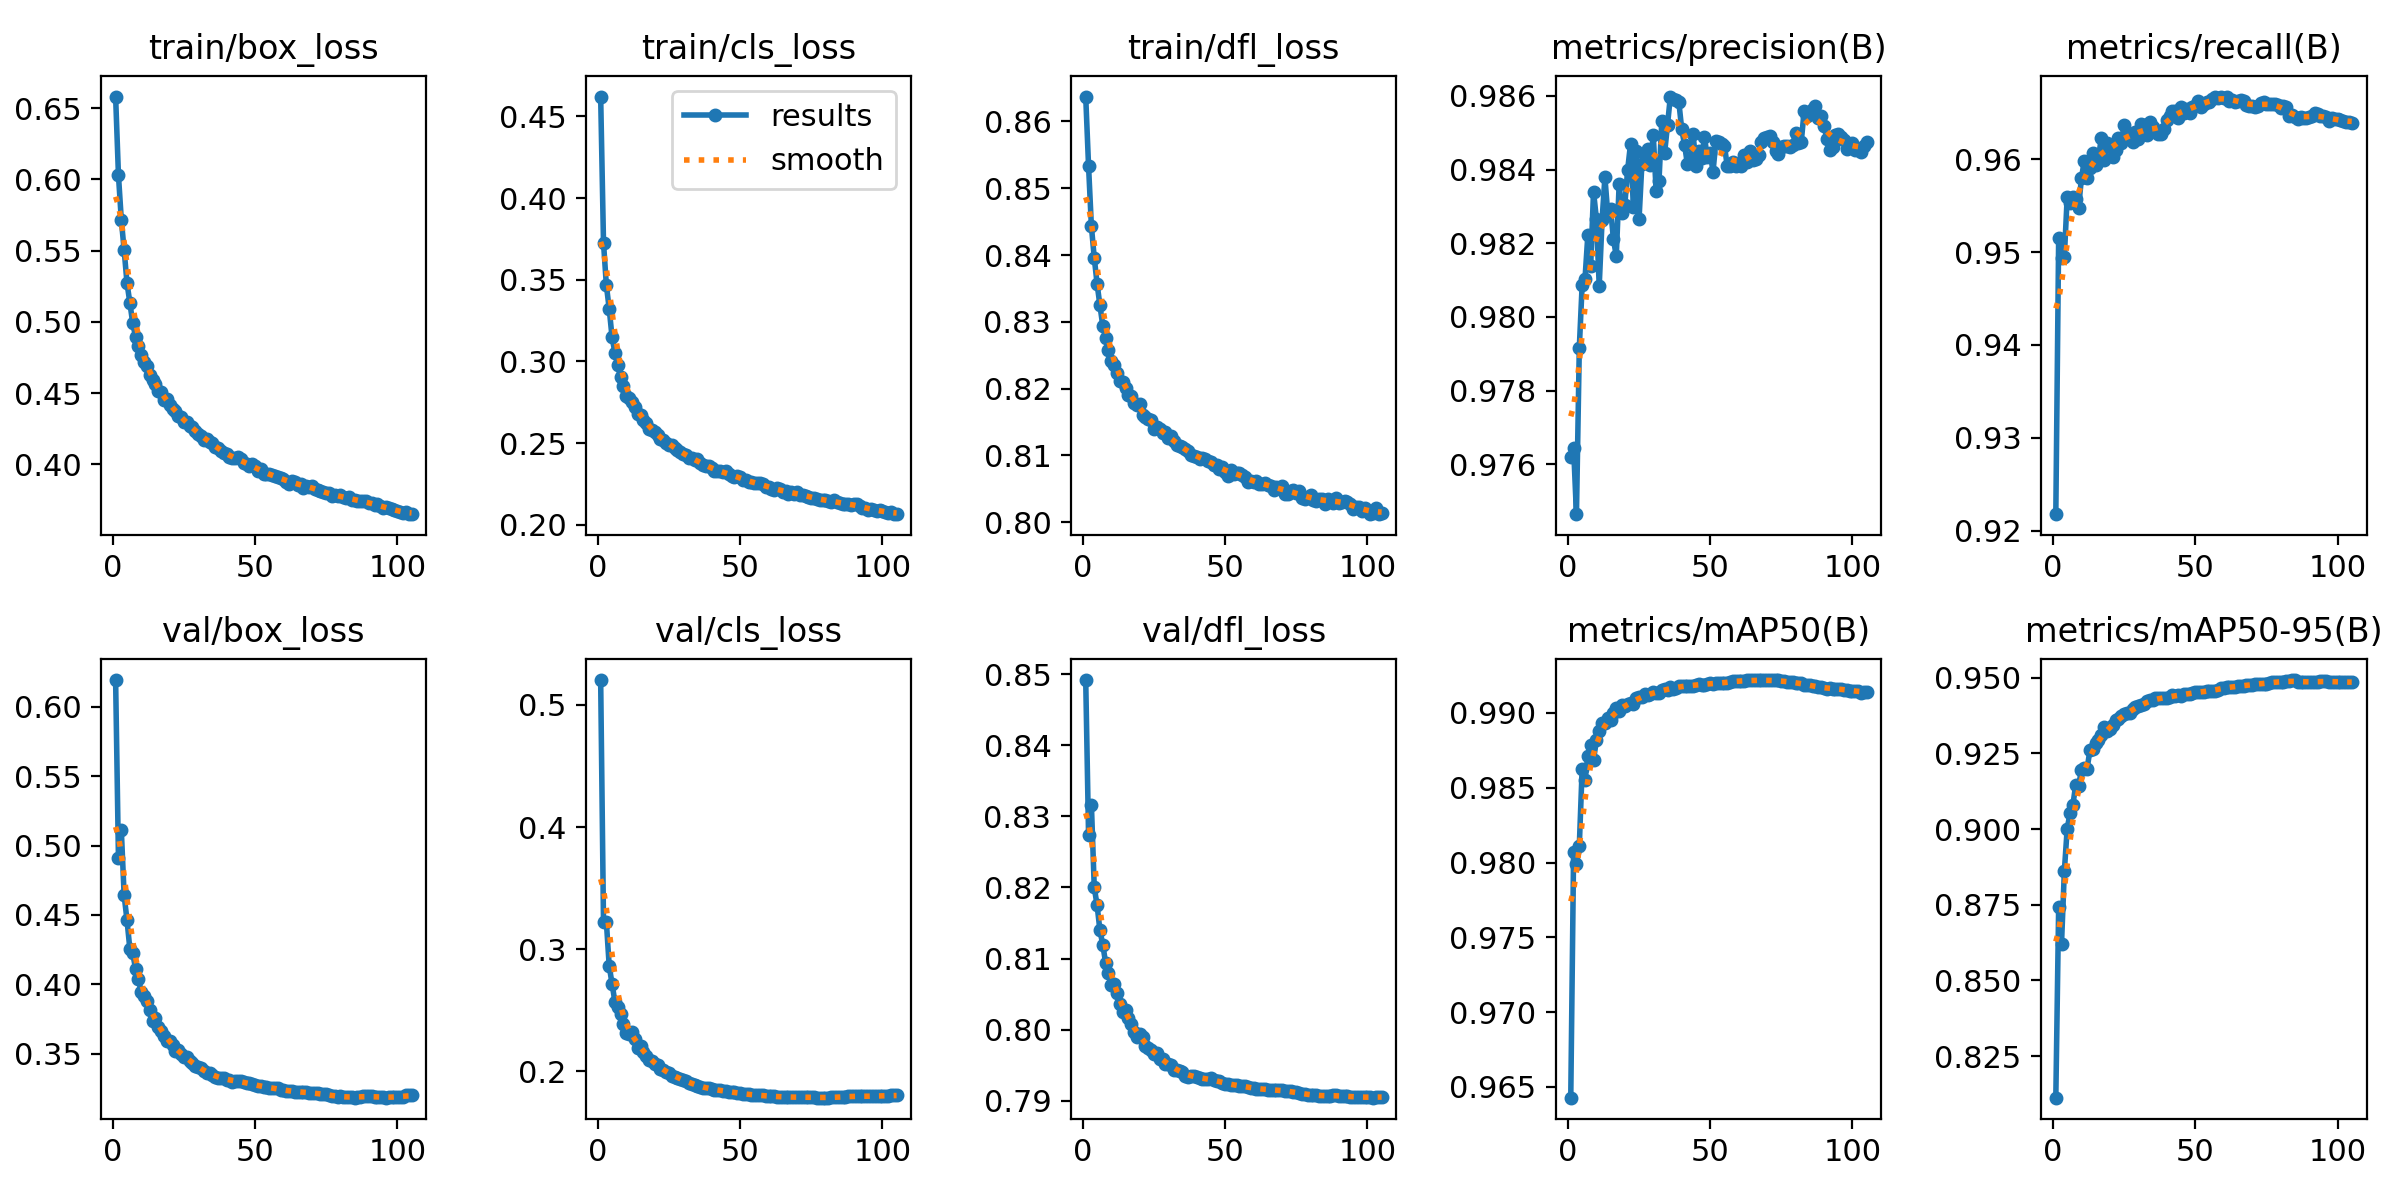 train/box_loss
0.65
0.60
0.55
0.50
0.45
0.40
0 50 100
train/cls_loss
results
smooth
0.45
0.40
0.35
0.30
0.25
0.20
0 50 100
train/dfl_loss
0.86
0.85
0.84
0.83
0.82
0.81
0.80
0 50 100
metrics/precision(B)
0.986
0.984
0.982
0.980
0.978
0.976
0 50 100
metrics/recall(B)
0.96
0.95
0.94
0.93
0.92
0 50 100
val/box_loss
0.60
0.55
0.50
0.45
0.40
0.35
0 50 100
val/cls_loss
0.5
0.4
0.3
0.2
0 50 100
val/dfl_loss
0.85
0.84
0.83
0.82
0.81
0.80
0.79
0 50 100
metrics/mAP50(B)
0.990
0.985
0.980
0.975
0.970
0.965
0 50 100
metrics/mAP50-95(B)
0.950
0.925
0.900
0.875
0.850
0.825
0 50 100